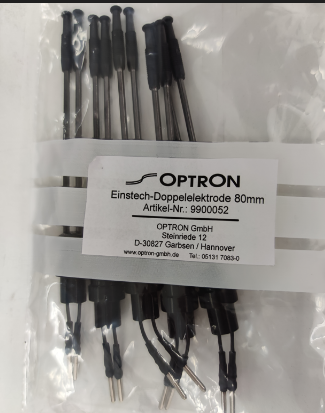 OPTRON
Einstech-Doppelelektrode 80mm
Artikel-Nr.: 9900052
OPTRON GmbH
Steinriede 12
D-30827 Garbsen / Hannover
www.optron-gmbh.de Tel.: 05131 7083-0